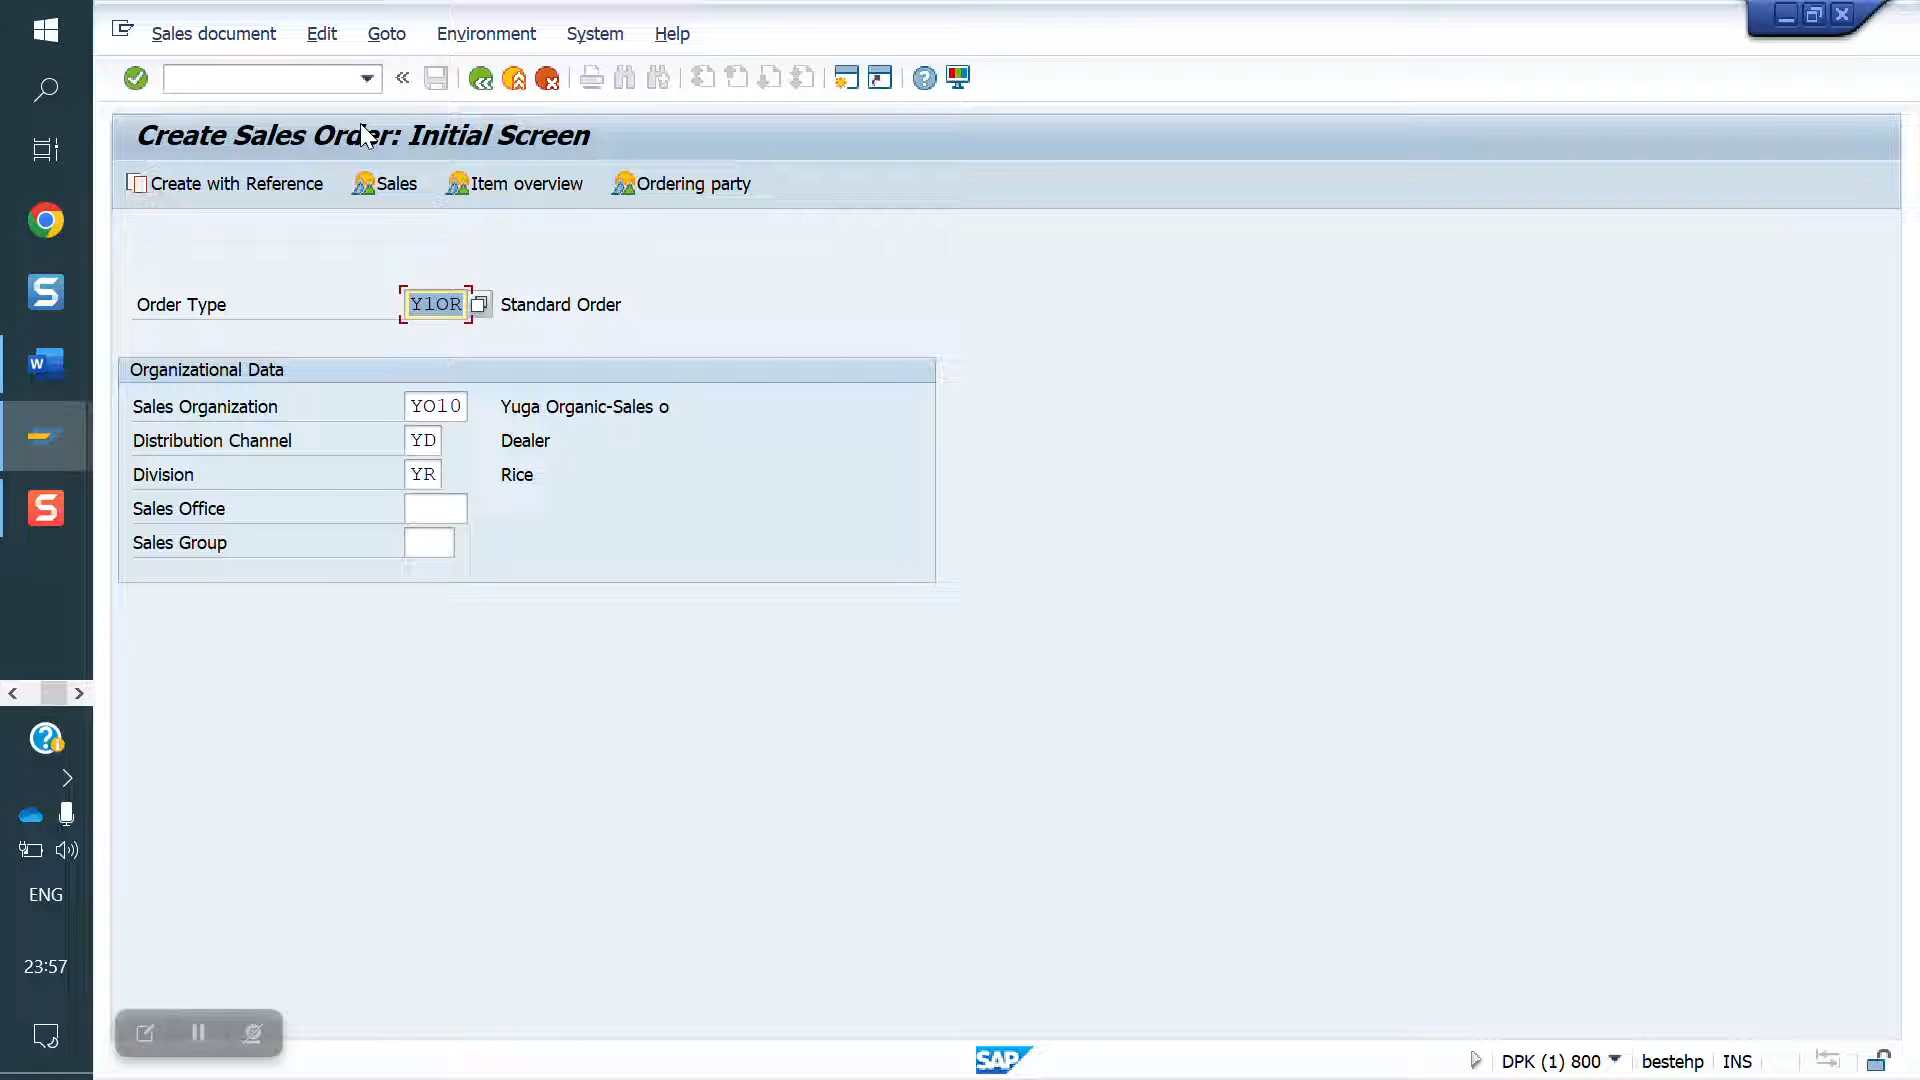 Sales document Edit Goto Environment System Help
Create Sales Order: Initial Screen
Create with Reference Sales Item overview Ordering party
Order Type Y1OR Standard Order
Organizational Data
Sales Organization YO10 Yuga Organic-Sales o
Distribution Channel YD Dealer
Division YR Rice
Sales Office
Sales Group
ENG
23:57
SAP DPK (1) 800 bestehp INS